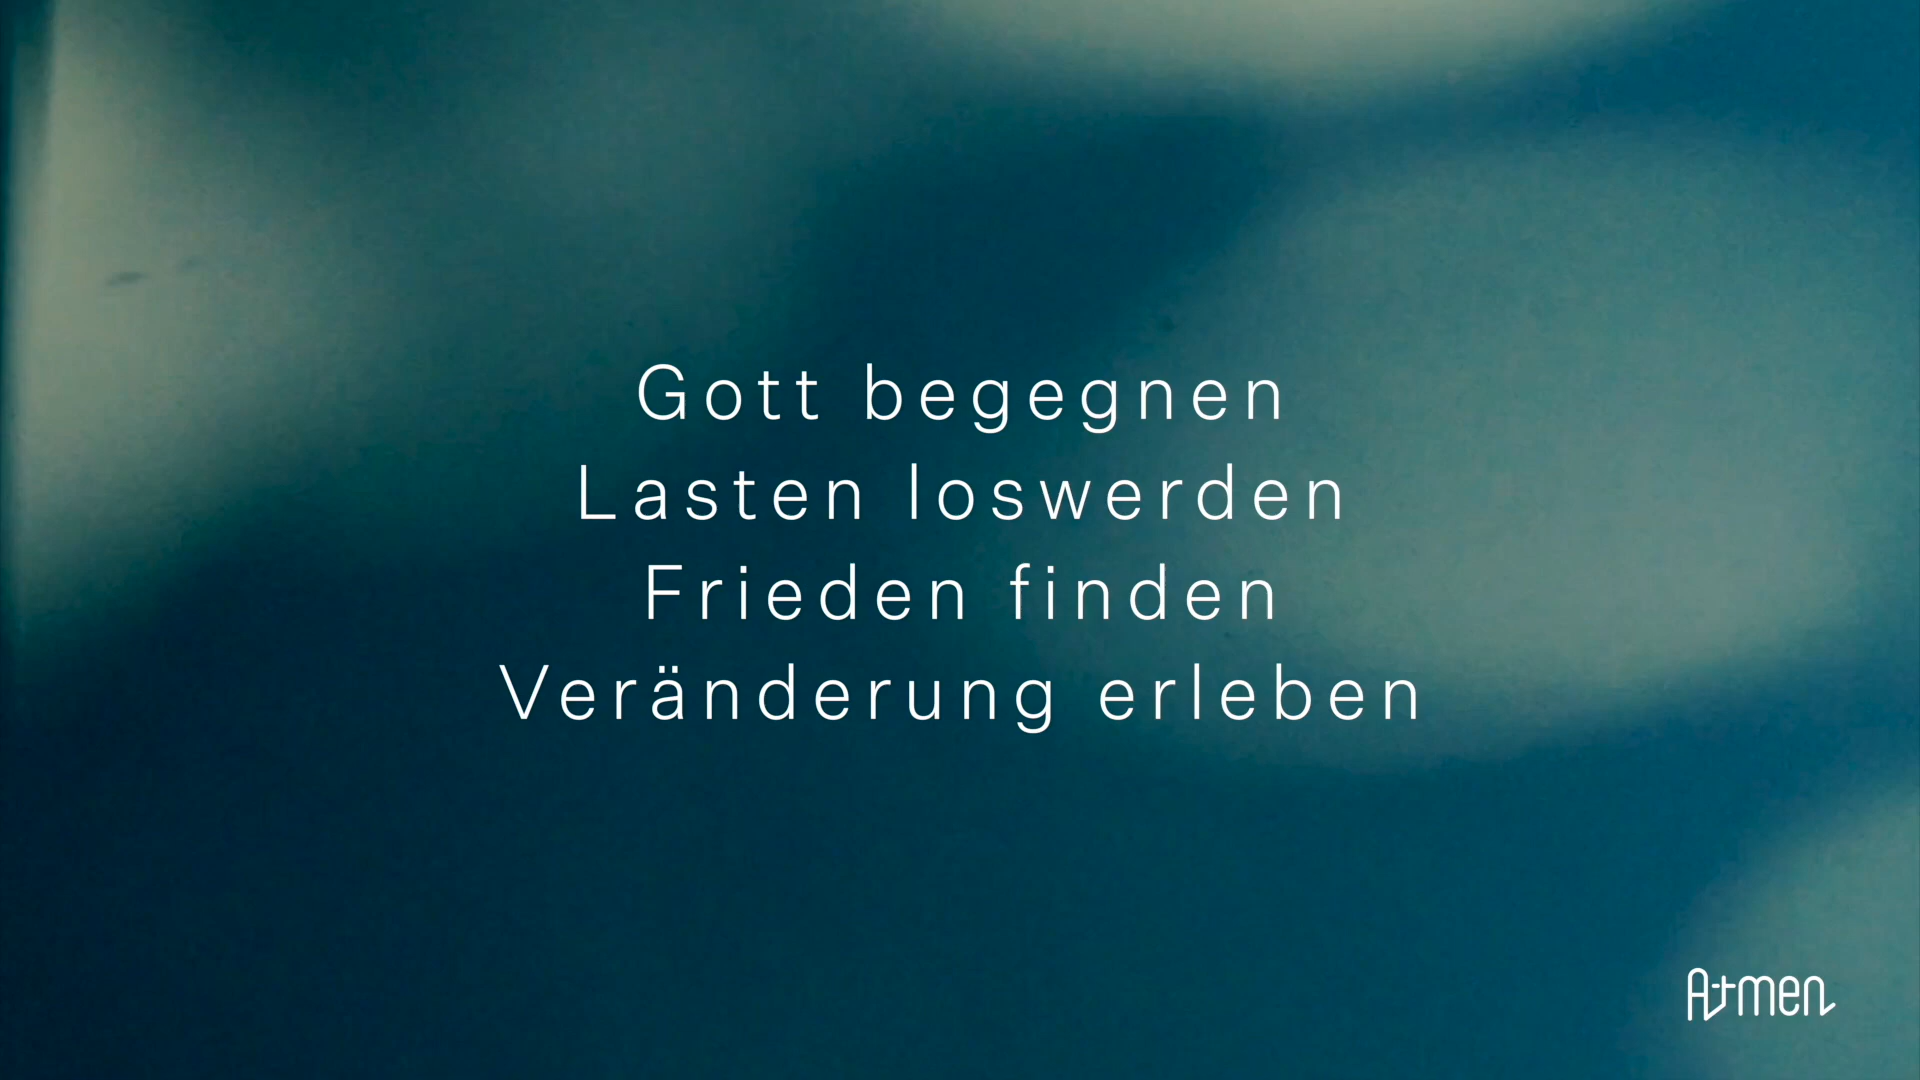 Gott begegnen
Lasten loswerden
Frieden finden
Veränderung erleben
Atmen